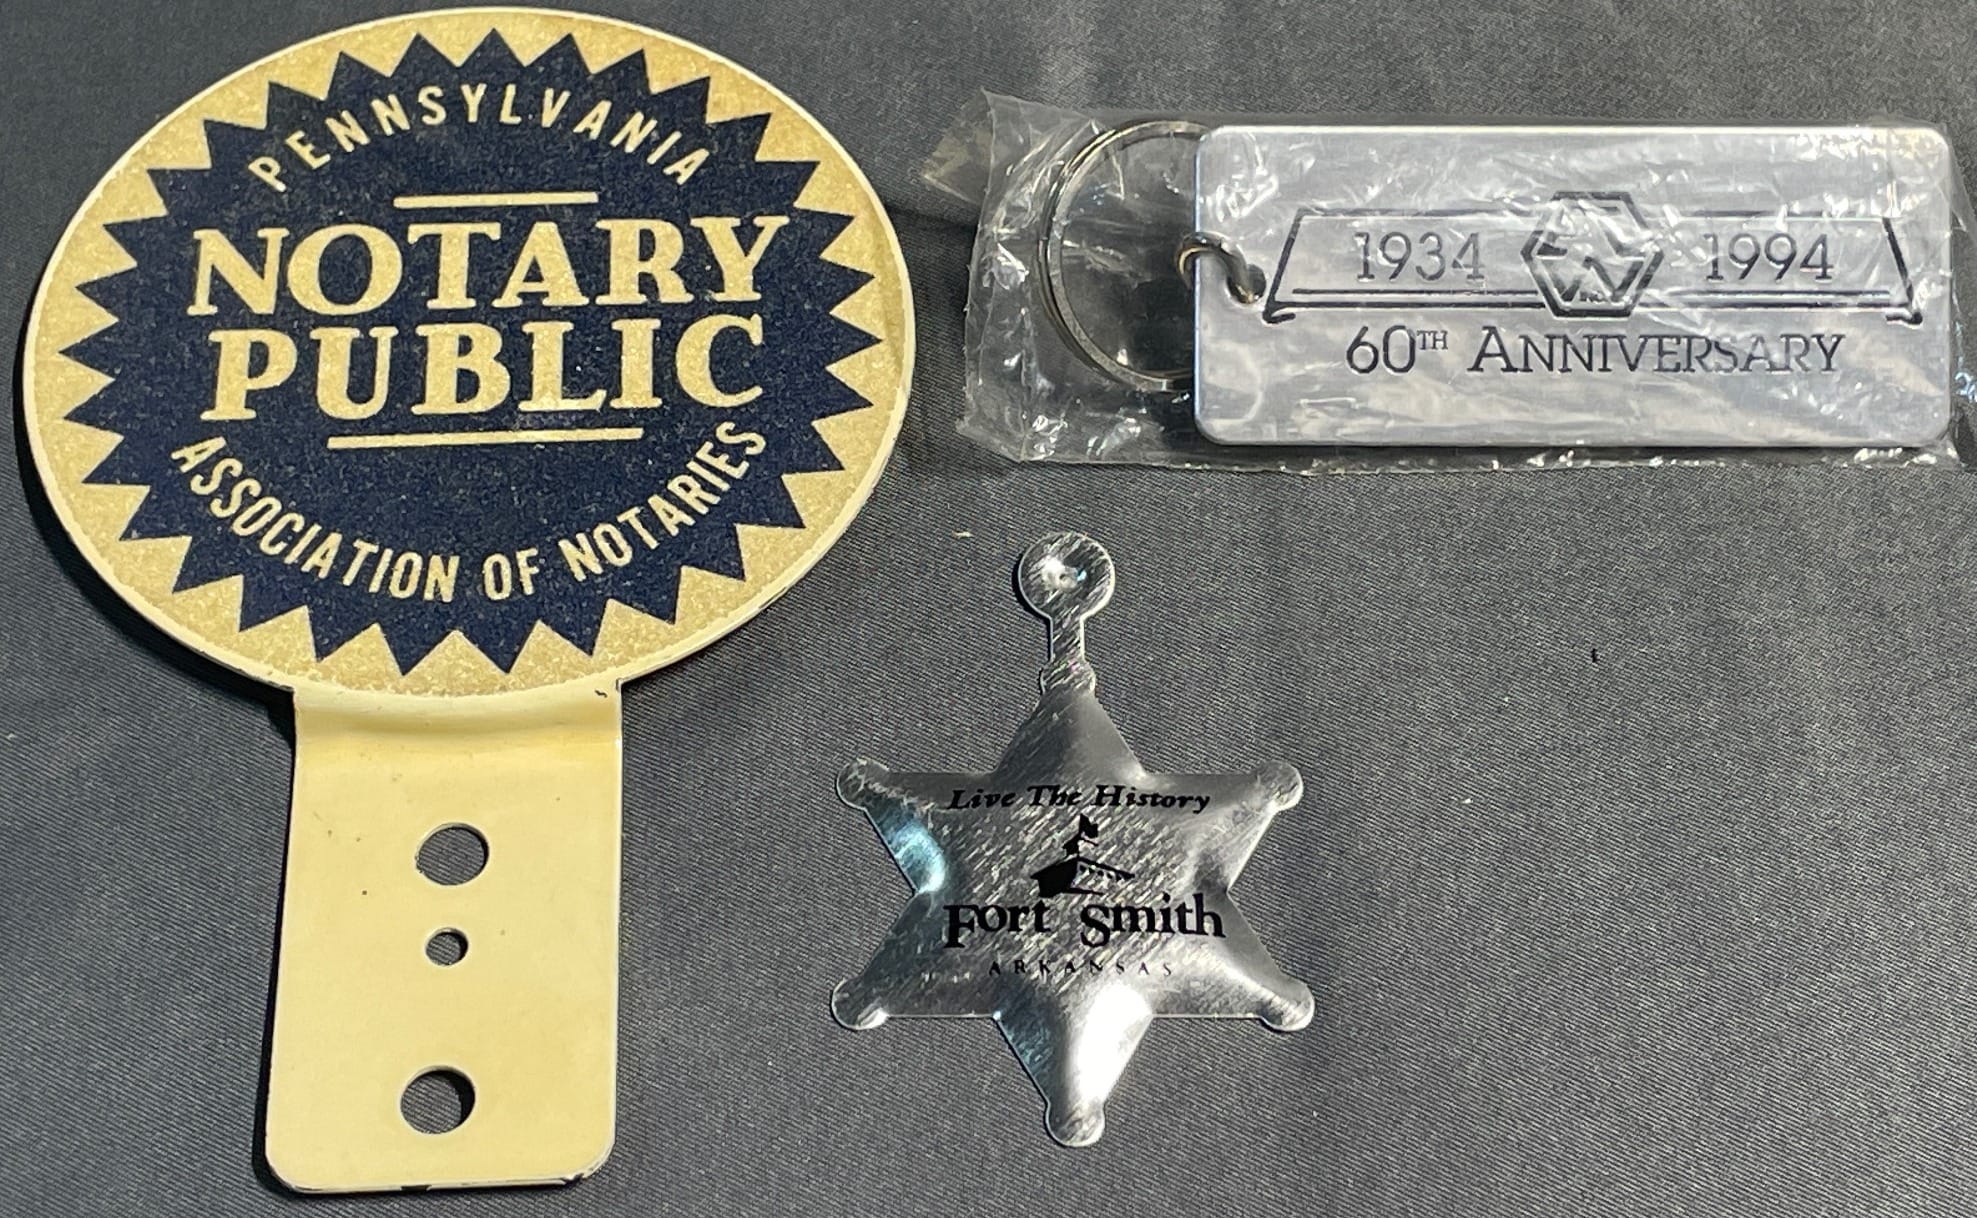 PENNSYLVANIA
NOTARY
PUBLIC
ASSOCIATION OF NOTARIES
1934 1994
60TH ANNIVERSARY
Live The History
Fort Smith
ARKANSAS